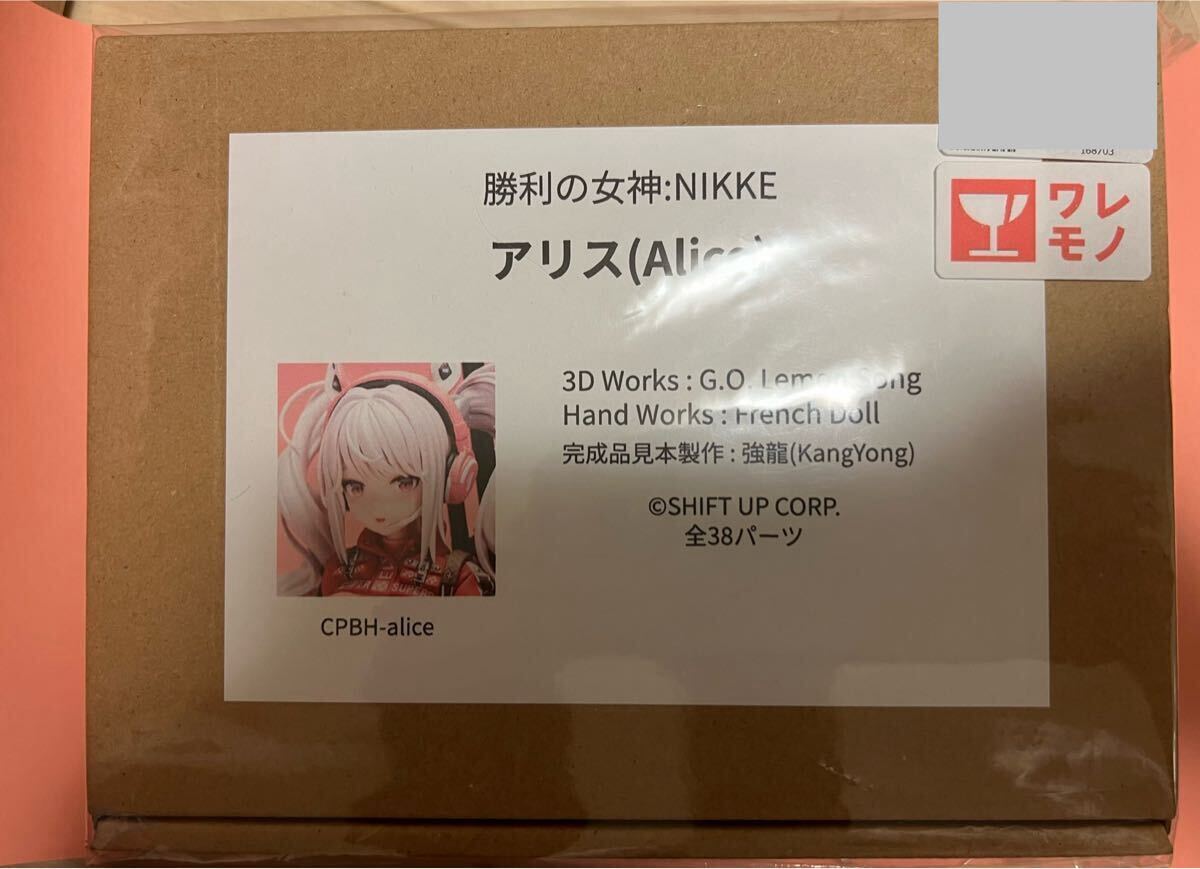 168703
ワレ
モノ
勝利の女神:NIKKE
アリス(Alice)
3D Works : G.O. Lemon Song
Hand Works : French Doll
完成品見本製作 : 強龍(KangYong)
©SHIFT UP CORP.
全38パーツ
CPBH-alice